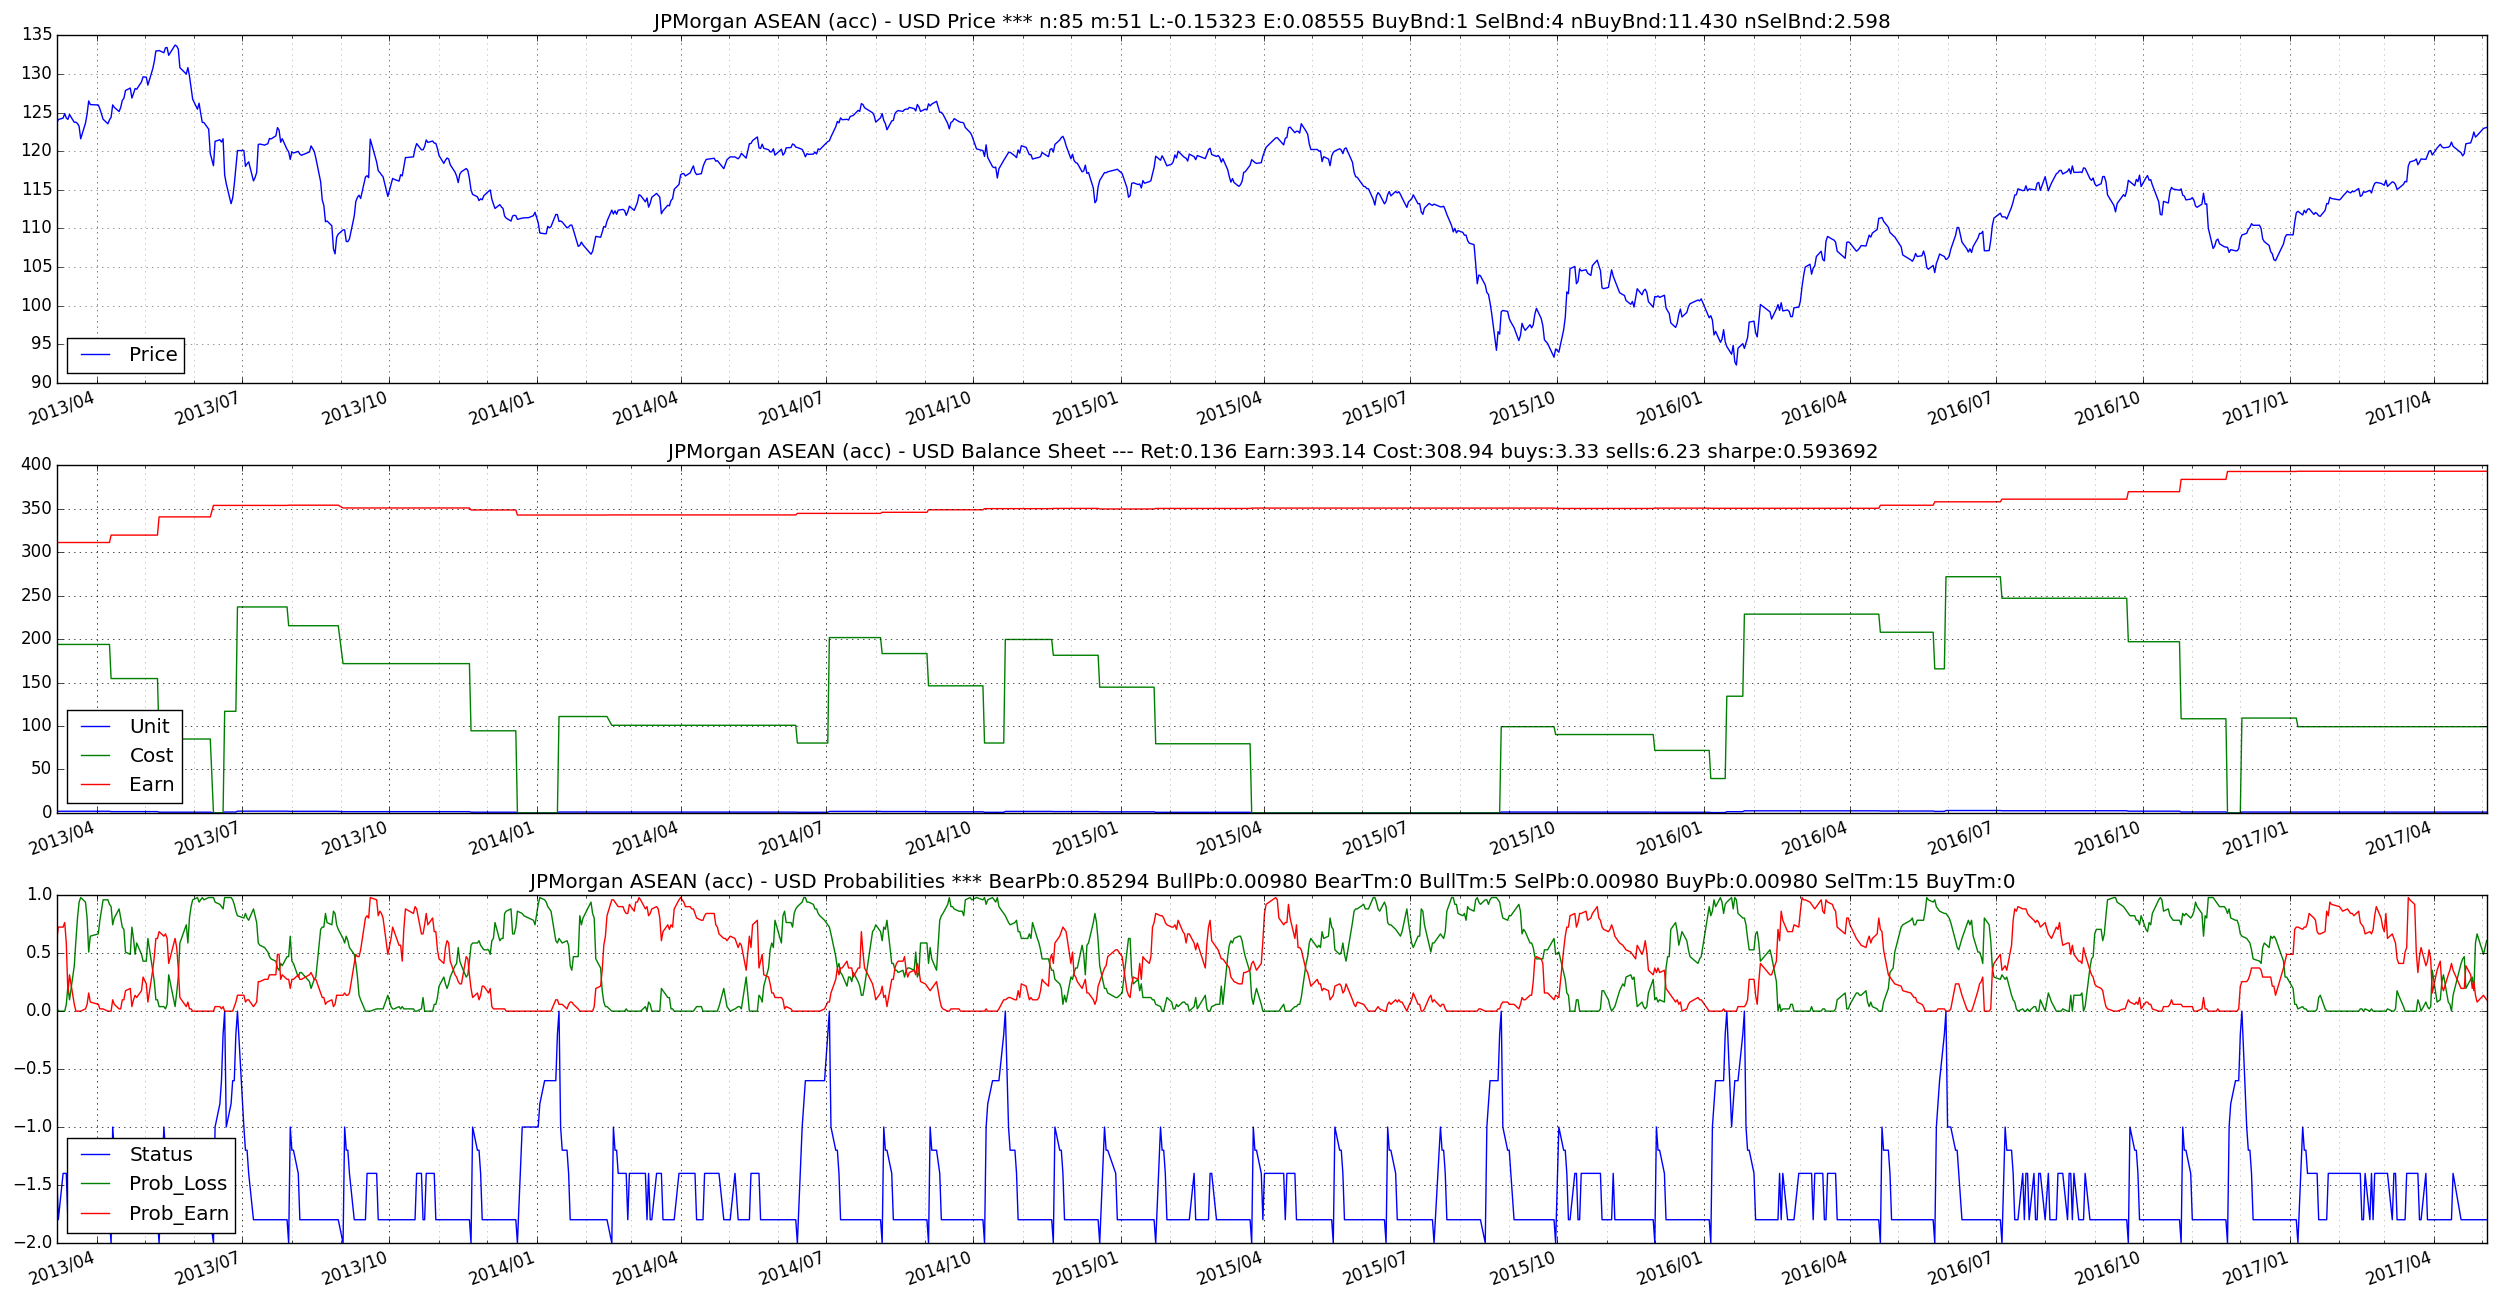 JPMorgan ASEAN (acc) - USD Price *** n:85 m:51 L:-0.15323 E:0.08555 BuyBnd:1 SelBnd:4 nBuyBnd:11.430 nSelBnd:2.598
135
130
125
120
115
110
105
100
95
90
Price
2013/04 2013/07 2013/10 2014/01 2014/04 2014/07 2014/10 2015/01 2015/04 2015/07 2015/10 2016/01 2016/04 2016/07 2016/10 2017/01 2017/04
JPMorgan ASEAN (acc) - USD Balance Sheet --- Ret:0.136 Earn:393.14 Cost:308.94 buys:3.33 sells:6.23 sharpe:0.593692
400
350
300
250
200
150
100
50
0
Unit
Cost
Earn
2013/04 2013/07 2013/10 2014/01 2014/04 2014/07 2014/10 2015/01 2015/04 2015/07 2015/10 2016/01 2016/04 2016/07 2016/10 2017/01 2017/04
JPMorgan ASEAN (acc) - USD Probabilities *** BearPb:0.85294 BullPb:0.00980 BearTm:0 BullTm:5 SelPb:0.00980 BuyPb:0.00980 SelTm:15 BuyTm:0
1.0
0.5
0.0
−0.5
−1.0
−1.5
−2.0
Status
Prob_Loss
Prob_Earn
2013/04 2013/07 2013/10 2014/01 2014/04 2014/07 2014/10 2015/01 2015/04 2015/07 2015/10 2016/01 2016/04 2016/07 2016/10 2017/01 2017/04